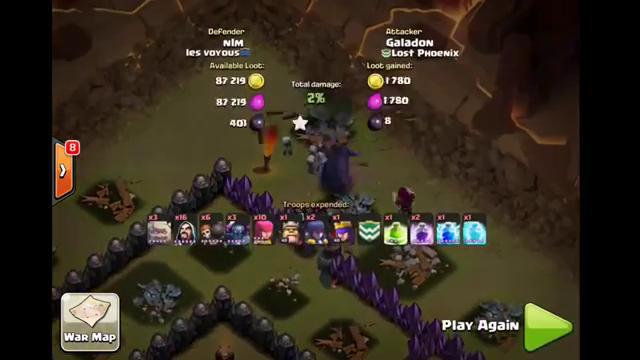 Defender
nlm
les voyous
Available Loot:
87 219
87 219
401
Total damage:
2%
Attacker
Galadon
Lost Phoenix
Loot gained:
1 780
1 780
8
8
Troops expended:
x3 x16 x6 x3 x10 x1 x2 x1 x1 x2 x1 x1
War Map
Play Again